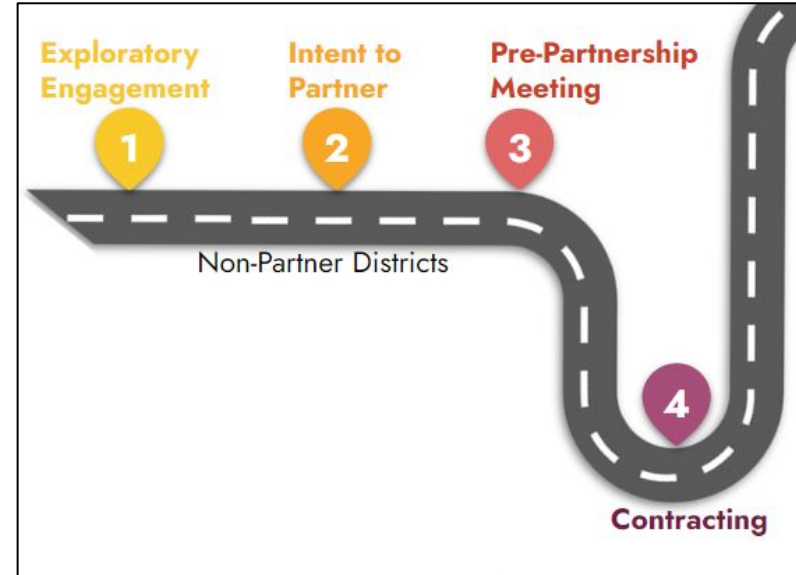 Exploratory
Engagement
Intent to
Partner
Pre-Partnership
Meeting
1
2
3
Non-Partner Districts
4
Contracting